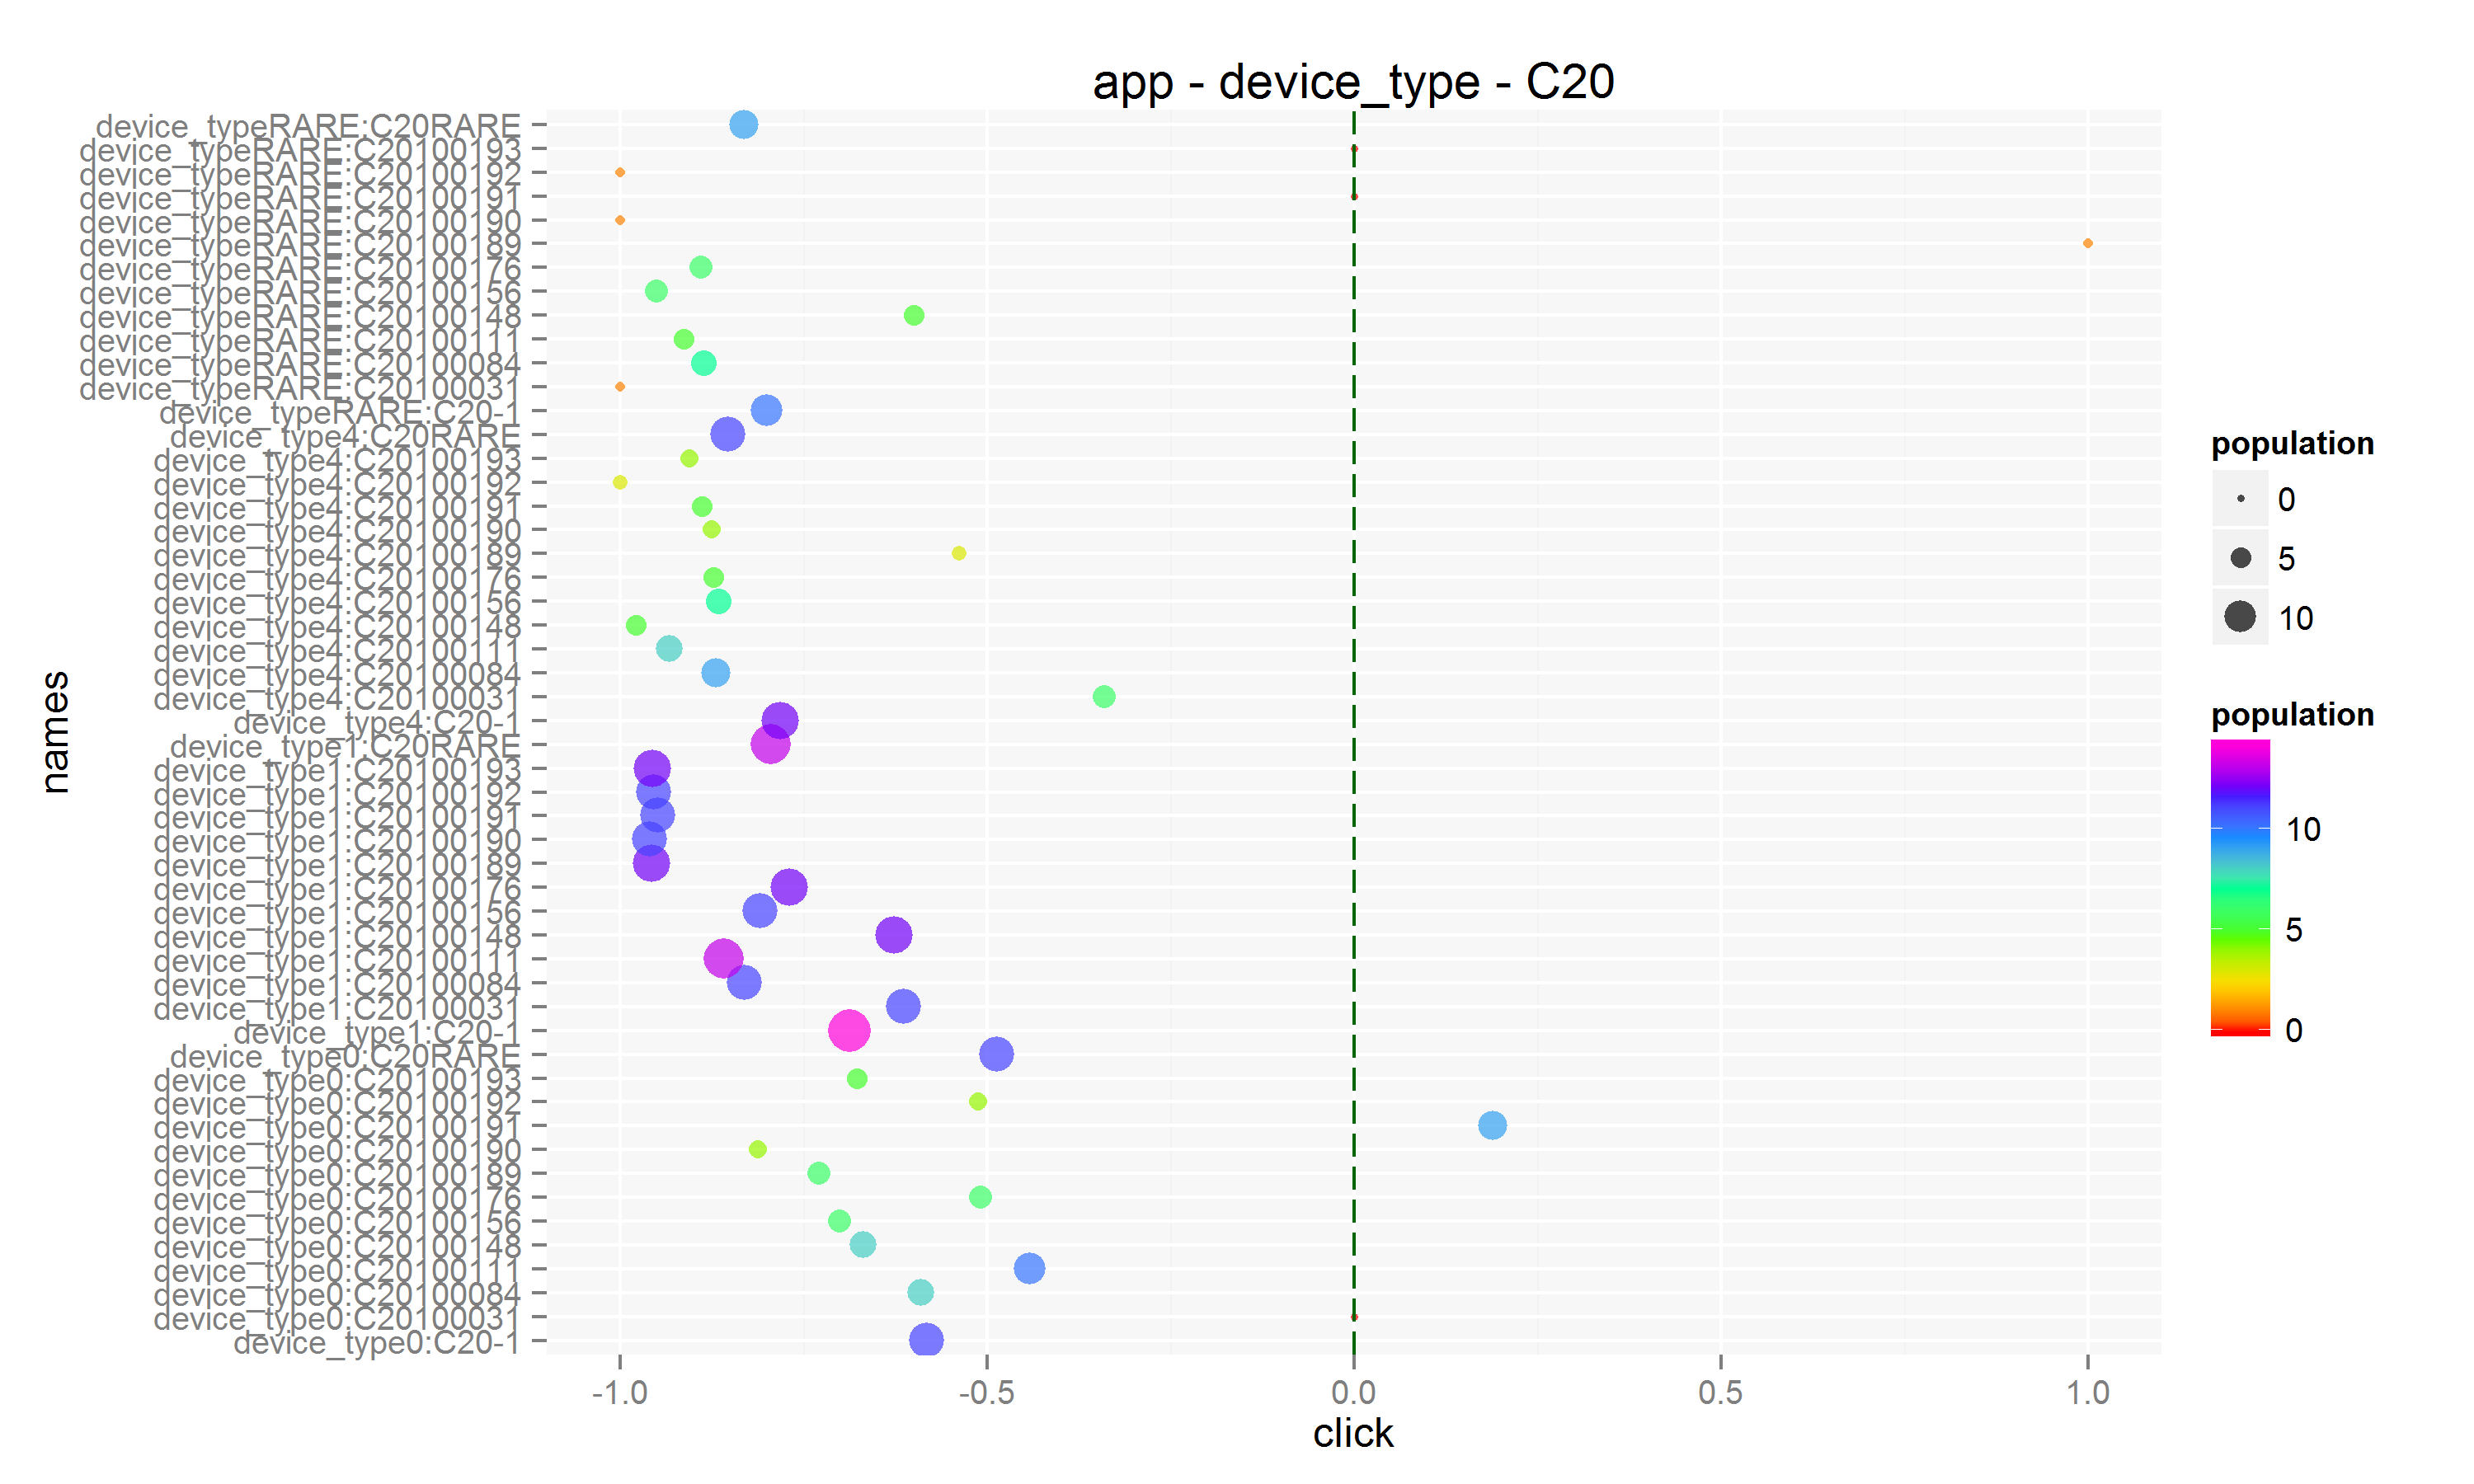 app - device_type - C20
device_typeRARE:C20RARE
device_typeRARE:C20100193
device_typeRARE:C20100192
device_typeRARE:C20100191
device_typeRARE:C20100190
device_typeRARE:C20100189
device_typeRARE:C20100176
device_typeRARE:C20100156
device_typeRARE:C20100148
device_typeRARE:C20100111
device_typeRARE:C20100084
device_typeRARE:C20100031
device_typeRARE:C20-1
device_type4:C20RARE
device_type4:C20100193
device_type4:C20100192
device_type4:C20100191
device_type4:C20100190
device_type4:C20100189
device_type4:C20100176
device_type4:C20100156
device_type4:C20100148
device_type4:C20100111
device_type4:C20100084
device_type4:C20100031
device_type4:C20-1
device_type1:C20RARE
device_type1:C20100193
device_type1:C20100192
device_type1:C20100191
device_type1:C20100190
device_type1:C20100189
device_type1:C20100176
device_type1:C20100156
device_type1:C20100148
device_type1:C20100111
device_type1:C20100084
device_type1:C20100031
device_type1:C20-1
device_type0:C20RARE
device_type0:C20100193
device_type0:C20100192
device_type0:C20100191
device_type0:C20100190
device_type0:C20100189
device_type0:C20100176
device_type0:C20100156
device_type0:C20100148
device_type0:C20100111
device_type0:C20100084
device_type0:C20100031
device_type0:C20-1
names
-1.0 -0.5 0.0 0.5 1.0
click
population
0
5
10
population
10
5
0